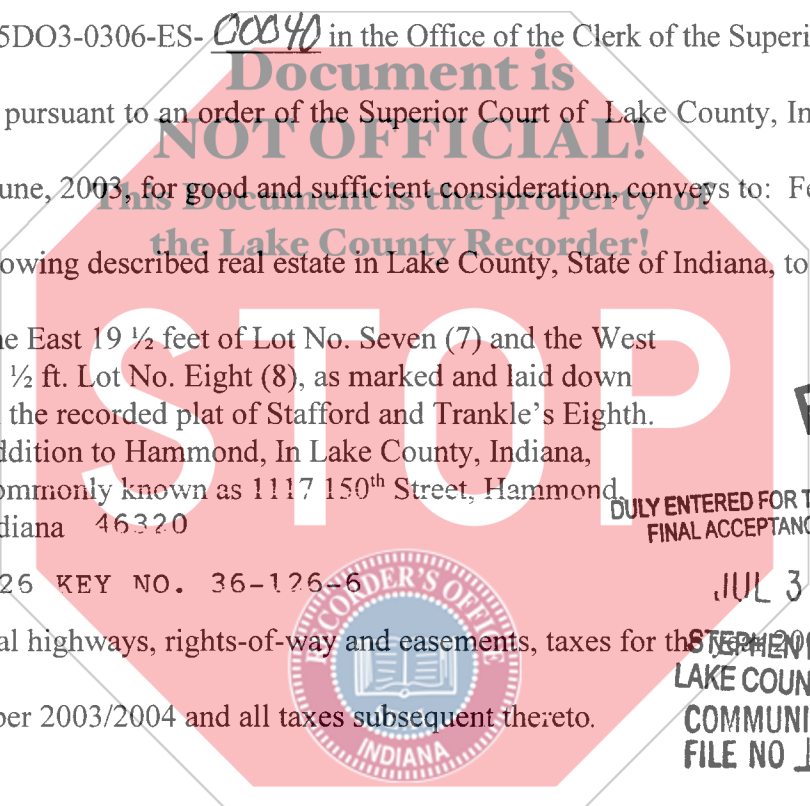 5DO3-0306-ES- 00040 in the Office of the Clerk of the Superi
Document is
pursuant to an order of the Superior Court of Lake County, In
NOT OFFICIAL!
une, 2003, for good and sufficient consideration, conveys to: Fe
This Document is the property of
the Lake County Recorder!
owing described real estate in Lake County, State of Indiana, to
STOP
e East 19 ½ feet of Lot No. Seven (7) and the West
½ ft. Lot No. Eight (8), as marked and laid down
the recorded plat of Stafford and Trankle's Eighth.
ddition to Hammond, In Lake County, Indiana,
ommonly known as 1117 150th Street, Hammond,
diana 46320
DULY ENTERED FOR T
FINAL ACCEPTANC
26 KEY NO. 36-126-6
JUL 3
RECORDER'S OFFICE
INDIANA
al highways, rights-of-way and easements, taxes for the
STEPHEN
LAKE COUN
ber 2003/2004 and all taxes subsequent thereto.
COMMUNI
FILE NO